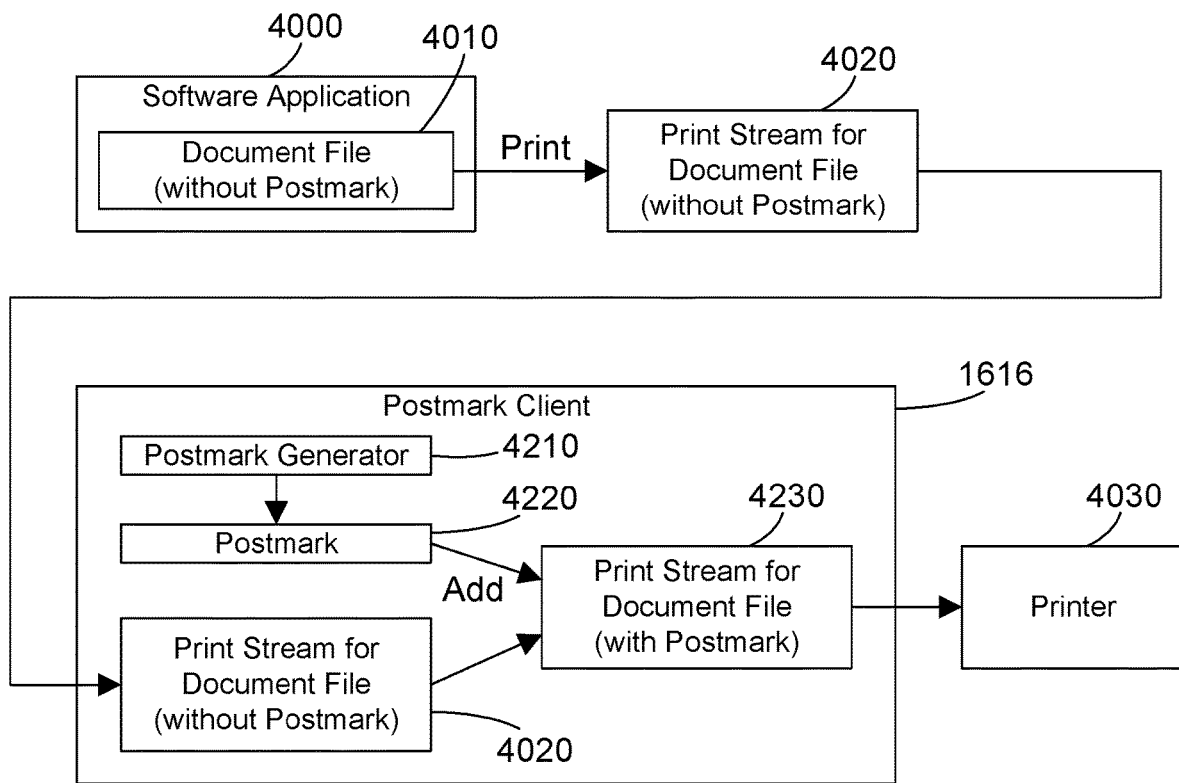 4000
4010
4020
Software Application
Document File
(without Postmark)
Print
Print Stream for
Document File
(without Postmark)
1616
Postmark Client
Postmark Generator
4210
4220
4230
4030
Postmark
Add
Print Stream for
Document File
(with Postmark)
Printer
Print Stream for
Document File
(without Postmark)
4020